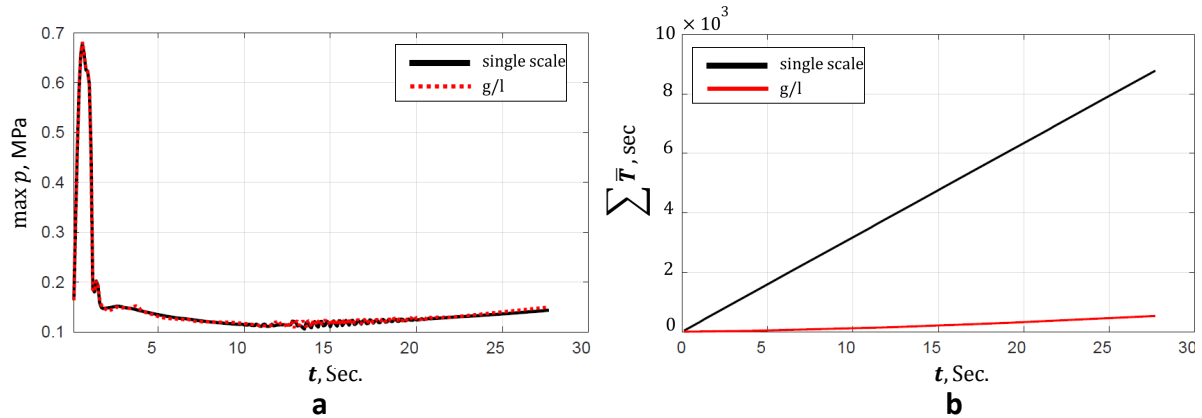 0.7
0.6
0.5
0.4
0.3
0.2
0.1
max p, MPa
single scale
g/l
5
10
15
20
25
30
t, Sec.
a
10 × 10³
8
6
4
2
0
∑ T̿, sec
single scale
g/l
0
5
10
15
20
25
30
t, Sec.
b